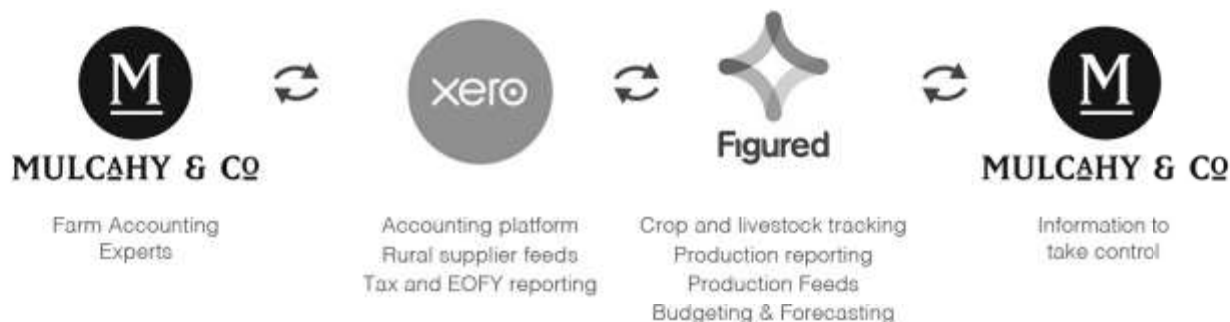 M
MULCAHY & CO
Farm Accounting
Experts
xero
Accounting platform
Rural supplier feeds
Tax and EOFY reporting
Figured
Crop and livestock tracking
Production reporting
Production Feeds
Budgeting & Forecasting
M
MULCAHY & CO
Information to
take control